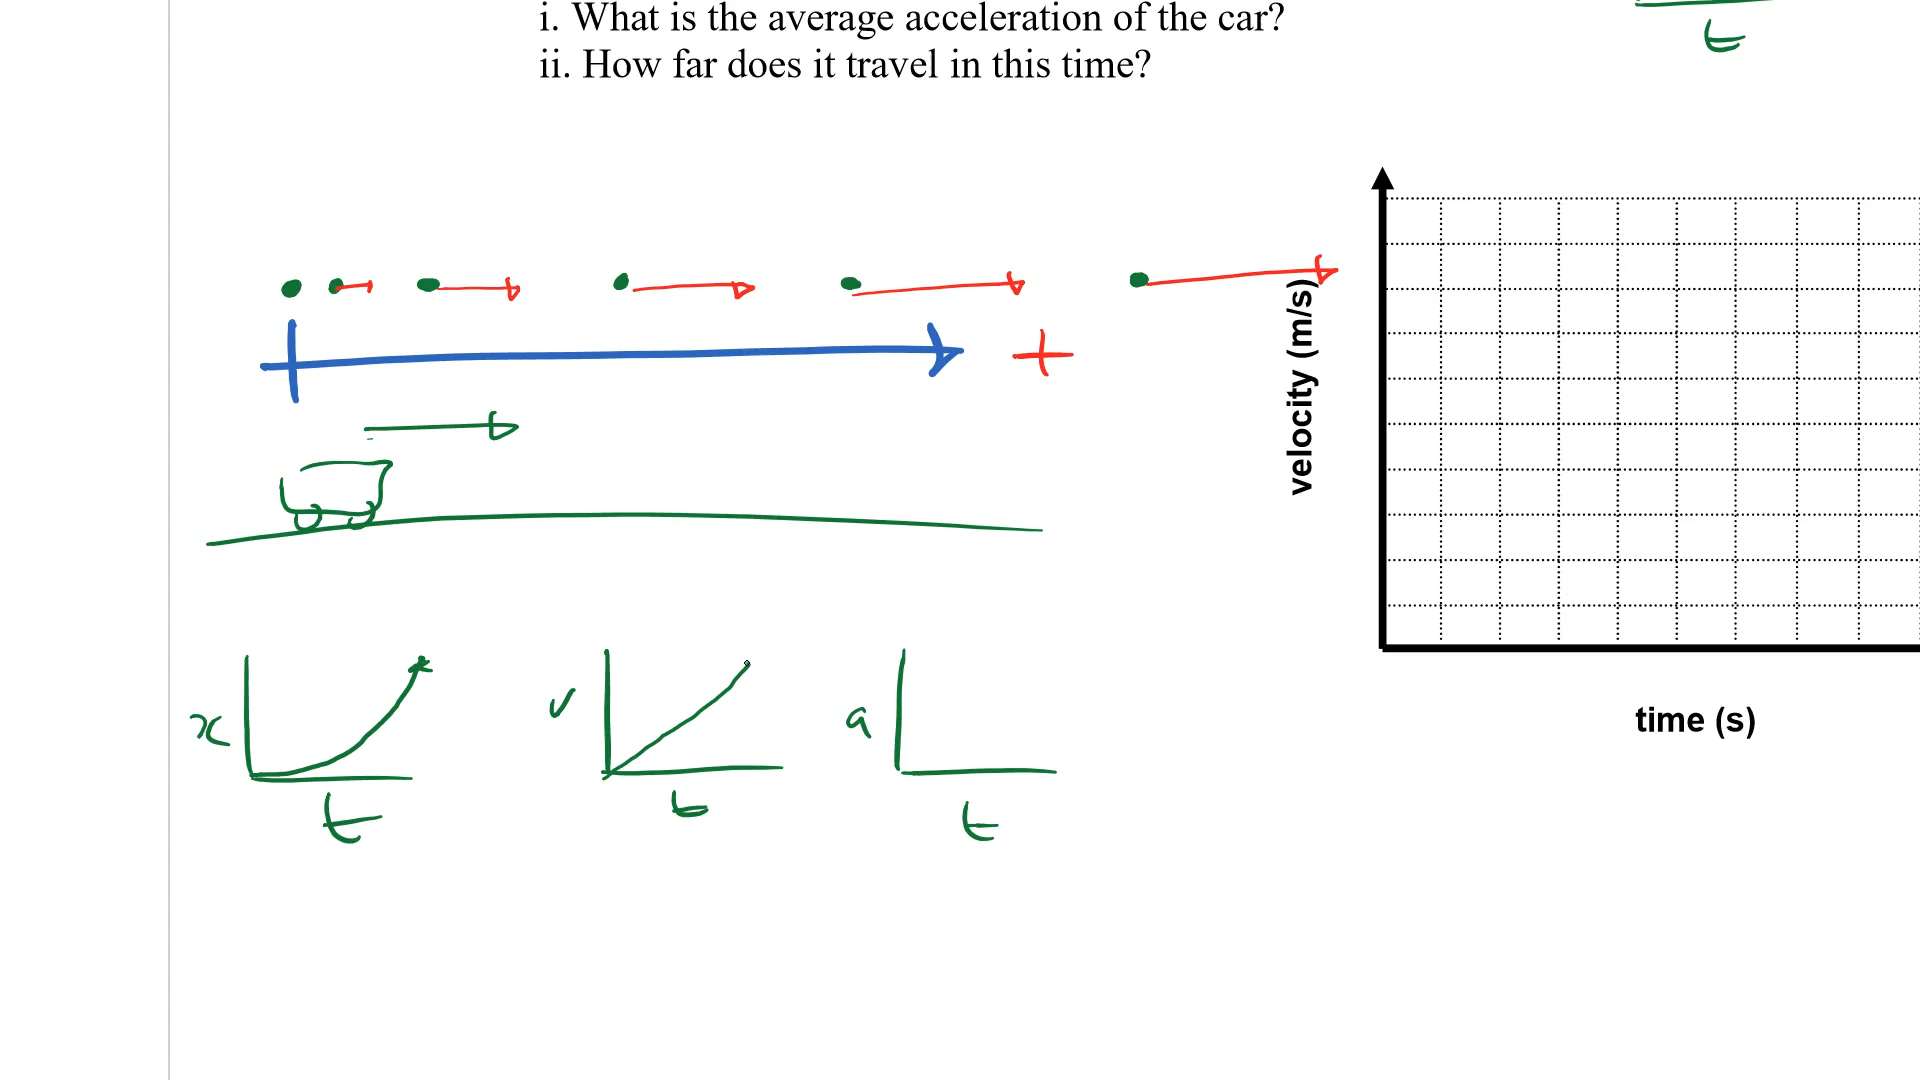 i. What is the average acceleration of the car?
t
ii. How far does it travel in this time?
+
velocity (m/s)
time (s)
x
t
v
t
a
t